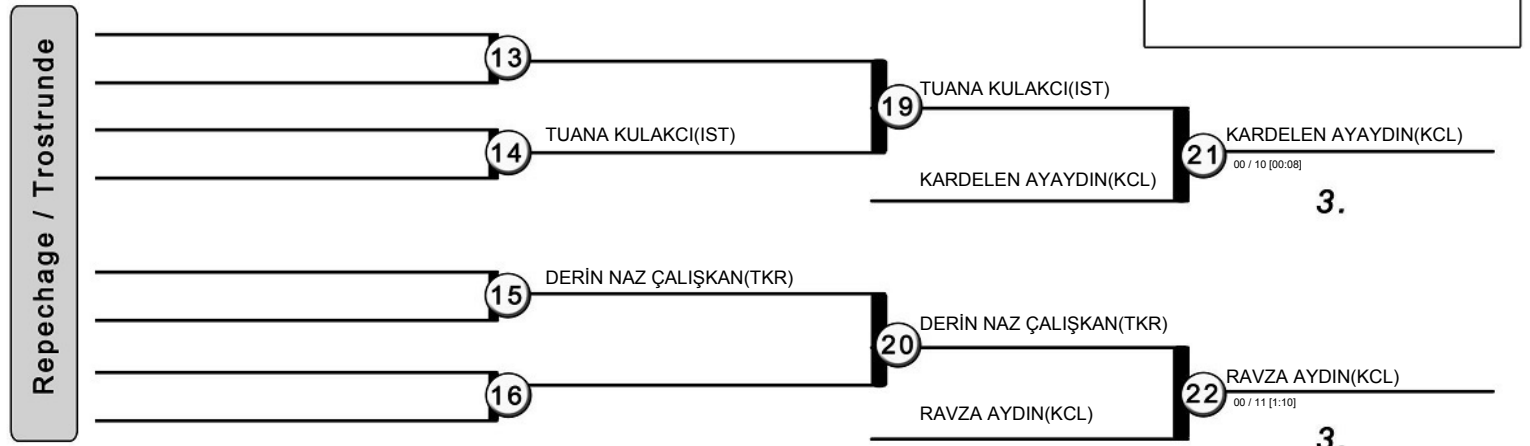 Repechage / Trostrunde
13
TUANA KULAKCI(IST)
19
14
TUANA KULAKCI(IST)
KARDELEN AYAYDIN(KCL)
21
KARDELEN AYAYDIN(KCL)
00 / 10 [00:08]
3.
15
DERİN NAZ ÇALIŞKAN(TKR)
DERİN NAZ ÇALIŞKAN(TKR)
20
16
RAVZA AYDIN(KCL)
22
RAVZA AYDIN(KCL)
00 / 11 [1:10]
3.